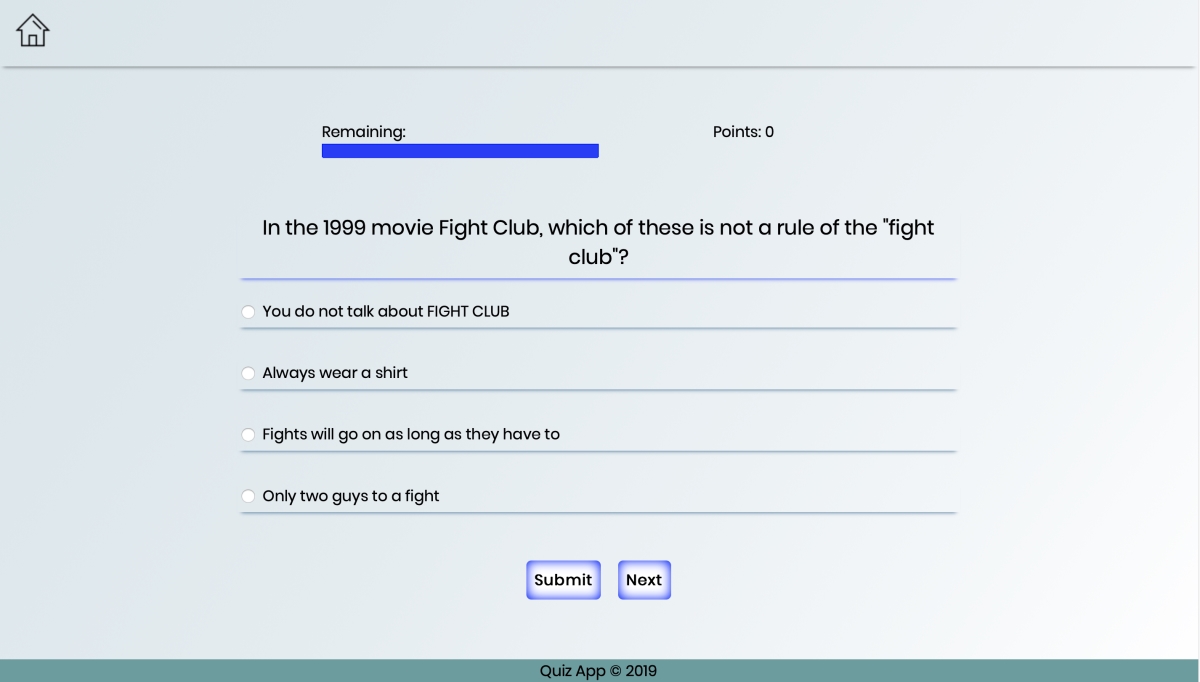 Remaining:
Points: 0
In the 1999 movie Fight Club, which of these is not a rule of the "fight
club"?
You do not talk about FIGHT CLUB
Always wear a shirt
Fights will go on as long as they have to
Only two guys to a fight
Submit
Next
Quiz App © 2019